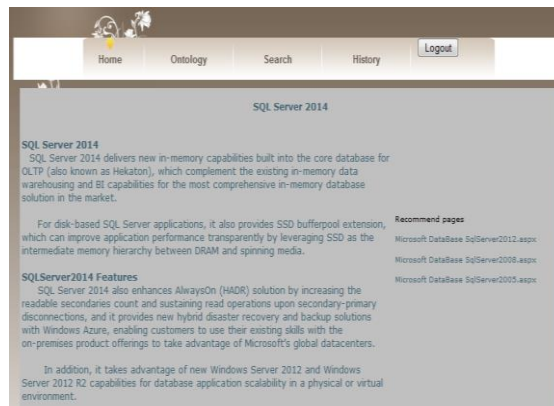 Home
Ontology
Search
History
Logout
SQL Server 2014
SQL Server 2014
SQL Server 2014 delivers new in-memory capabilities built into the core database for
OLTP (also known as Hekaton), which complement the existing in-memory data
warehousing and BI capabilities for the most comprehensive in-memory database
solution in the market.
For disk-based SQL Server applications, it also provides SSD bufferpool extension,
which can improve application performance transparently by leveraging SSD as the
intermediate memory hierarchy between DRAM and spinning media.
SQLServer2014 Features
SQL Server 2014 also enhances AlwaysOn (HADR) solution by increasing the
readable secondaries count and sustaining read operations upon secondary-primary
disconnections, and it provides new hybrid disaster recovery and backup solutions
with Windows Azure, enabling customers to use their existing skills with the
on-premises product offerings to take advantage of Microsoft's global datacenters.
In addition, it takes advantage of new Windows Server 2012 and Windows
Server 2012 R2 capabilities for database application scalability in a physical or virtual
environment.
Recommend pages
Microsoft DataBase SqlServer2012.aspx
Microsoft DataBase SqlServer2008.aspx
Microsoft DataBase SqlServer2005.aspx